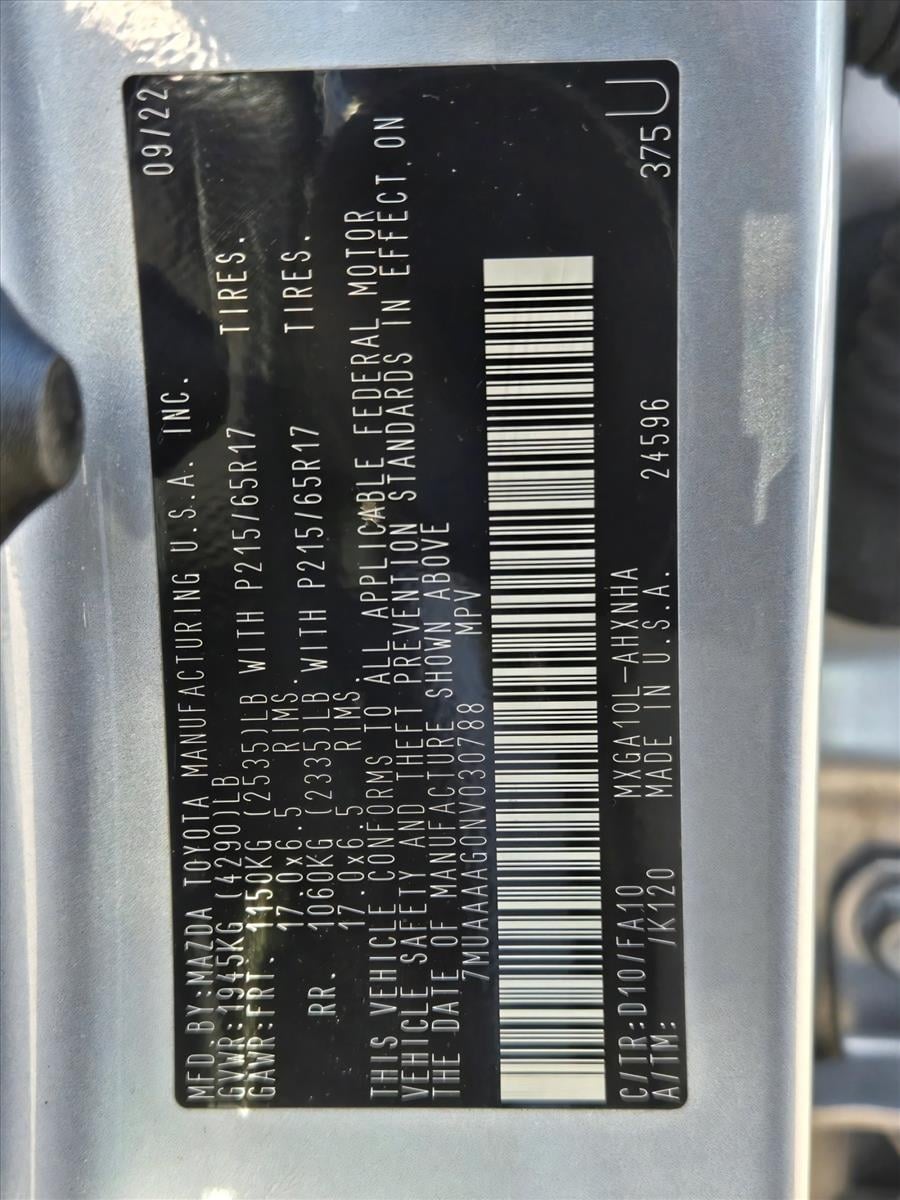 MFD.BY:MAZDA TOYOTA MANUFACTURING U.S.A. INC. 09/22
GVWR:1945KG (4290)LB
GAWR:FRT. 1150KG (2535)LB WITH P215/65R17 TIRES.
17.0x6.5 RIMS.
RR. 1060KG (2335)LB WITH P215/65R17 TIRES.
17.0x6.5 RIMS.
THIS VEHICLE CONFORMS TO ALL APPLICABLE FEDERAL MOTOR
VEHICLE SAFETY AND THEFT PREVENTION STANDARDS IN EFFECT ON
THE DATE OF MANUFACTURE SHOWN ABOVE
7MUAAAAG0NV030788 MPV
C/TR:D10/FA10 MXGA10L-AHXNHA
A/TM: /K120 MADE IN U.S.A. 24596 375 U